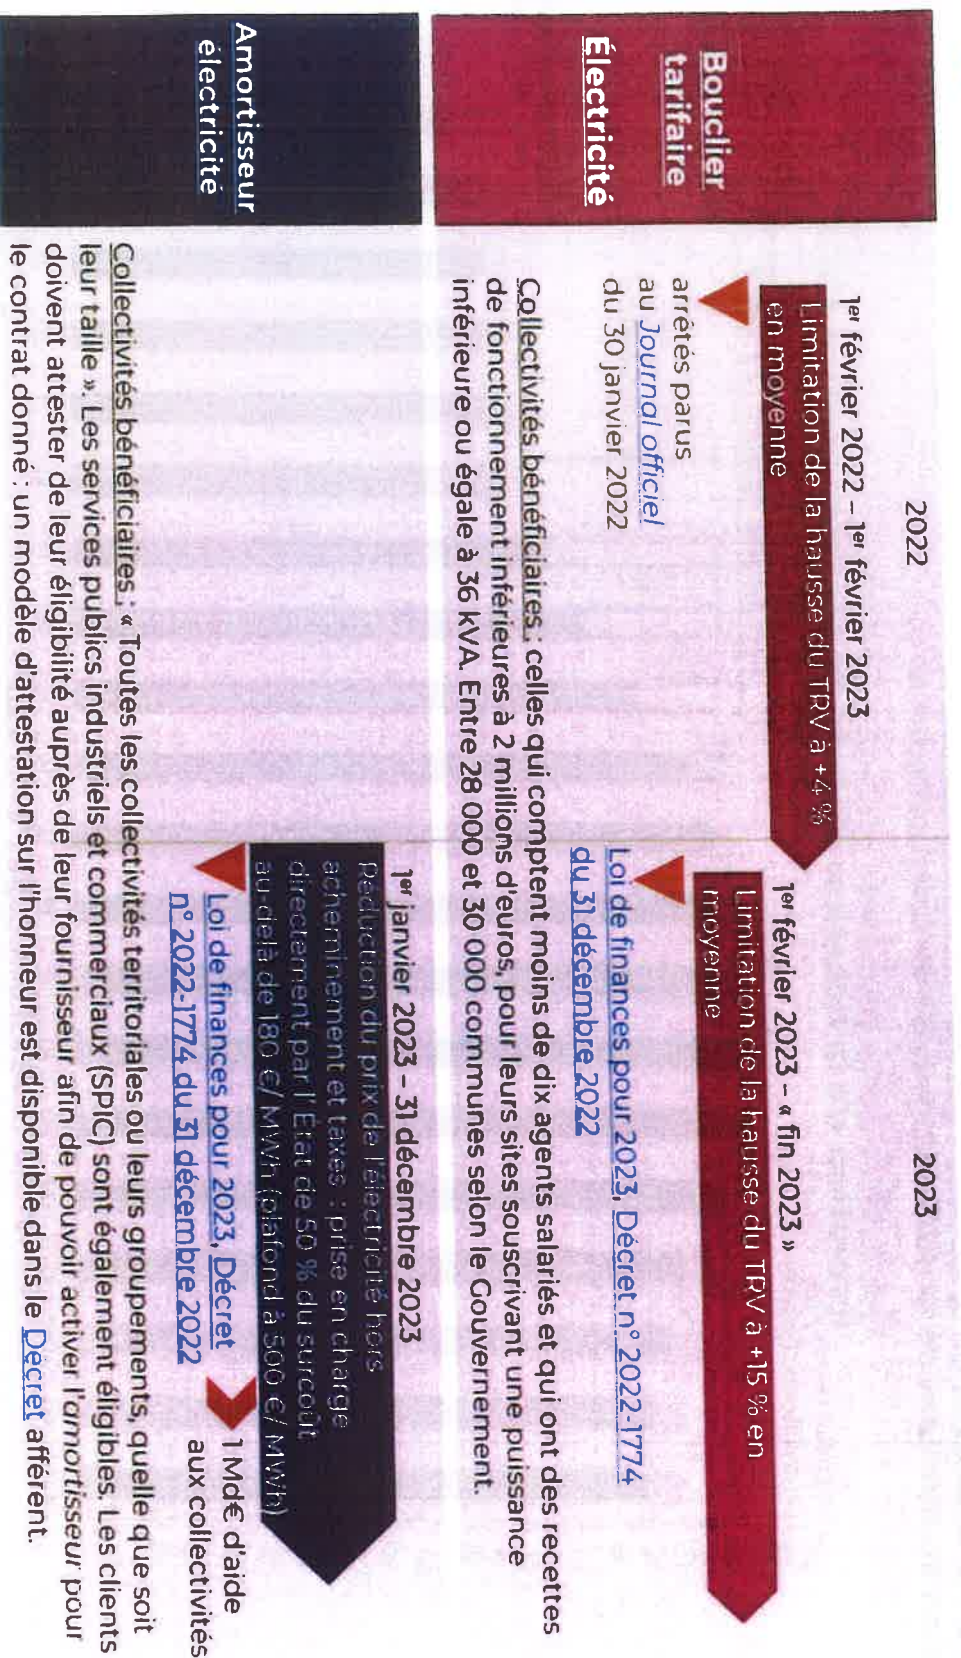 2022
2023
Bouclier
tarifaire
Électricité
1er février 2022 – 1er février 2023
Limitation de la hausse du TRV à +4 %
en moyenne
arrêtés parus
au Journal officiel
du 30 janvier 2022
1er février 2023 – « fin 2023 »
Limitation de la hausse du TRV à +15 % en
moyenne
Loi de finances pour 2023, Décret n° 2022-1774
du 31 décembre 2022
Collectivités bénéficiaires : celles qui comptent moins de dix agents salariés et qui ont des recettes
de fonctionnement inférieures à 2 millions d'euros, pour leurs sites souscrivant une puissance
inférieure ou égale à 36 kVA. Entre 28 000 et 30 000 communes selon le Gouvernement.
Amortisseur
électricité
1er janvier 2023 – 31 décembre 2023
Réduction du prix de l'électricité hors
acheminement et taxes : prise en charge
directement par l'État de 50 % du surcoût
au-delà de 180 €/ MWh (plafond à 500 €/ MWh)
Loi de finances pour 2023, Décret
n° 2022-1774 du 31 décembre 2022
1 Md€ d'aide
aux collectivités
Collectivités bénéficiaires : « Toutes les collectivités territoriales ou leurs groupements, quelle que soit
leur taille ». Les services publics industriels et commerciaux (SPIC) sont également éligibles. Les clients
doivent attester de leur éligibilité auprès de leur fournisseur afin de pouvoir activer l'amortisseur pour
le contrat donné ; un modèle d'attestation sur l'honneur est disponible dans le Décret afférent.